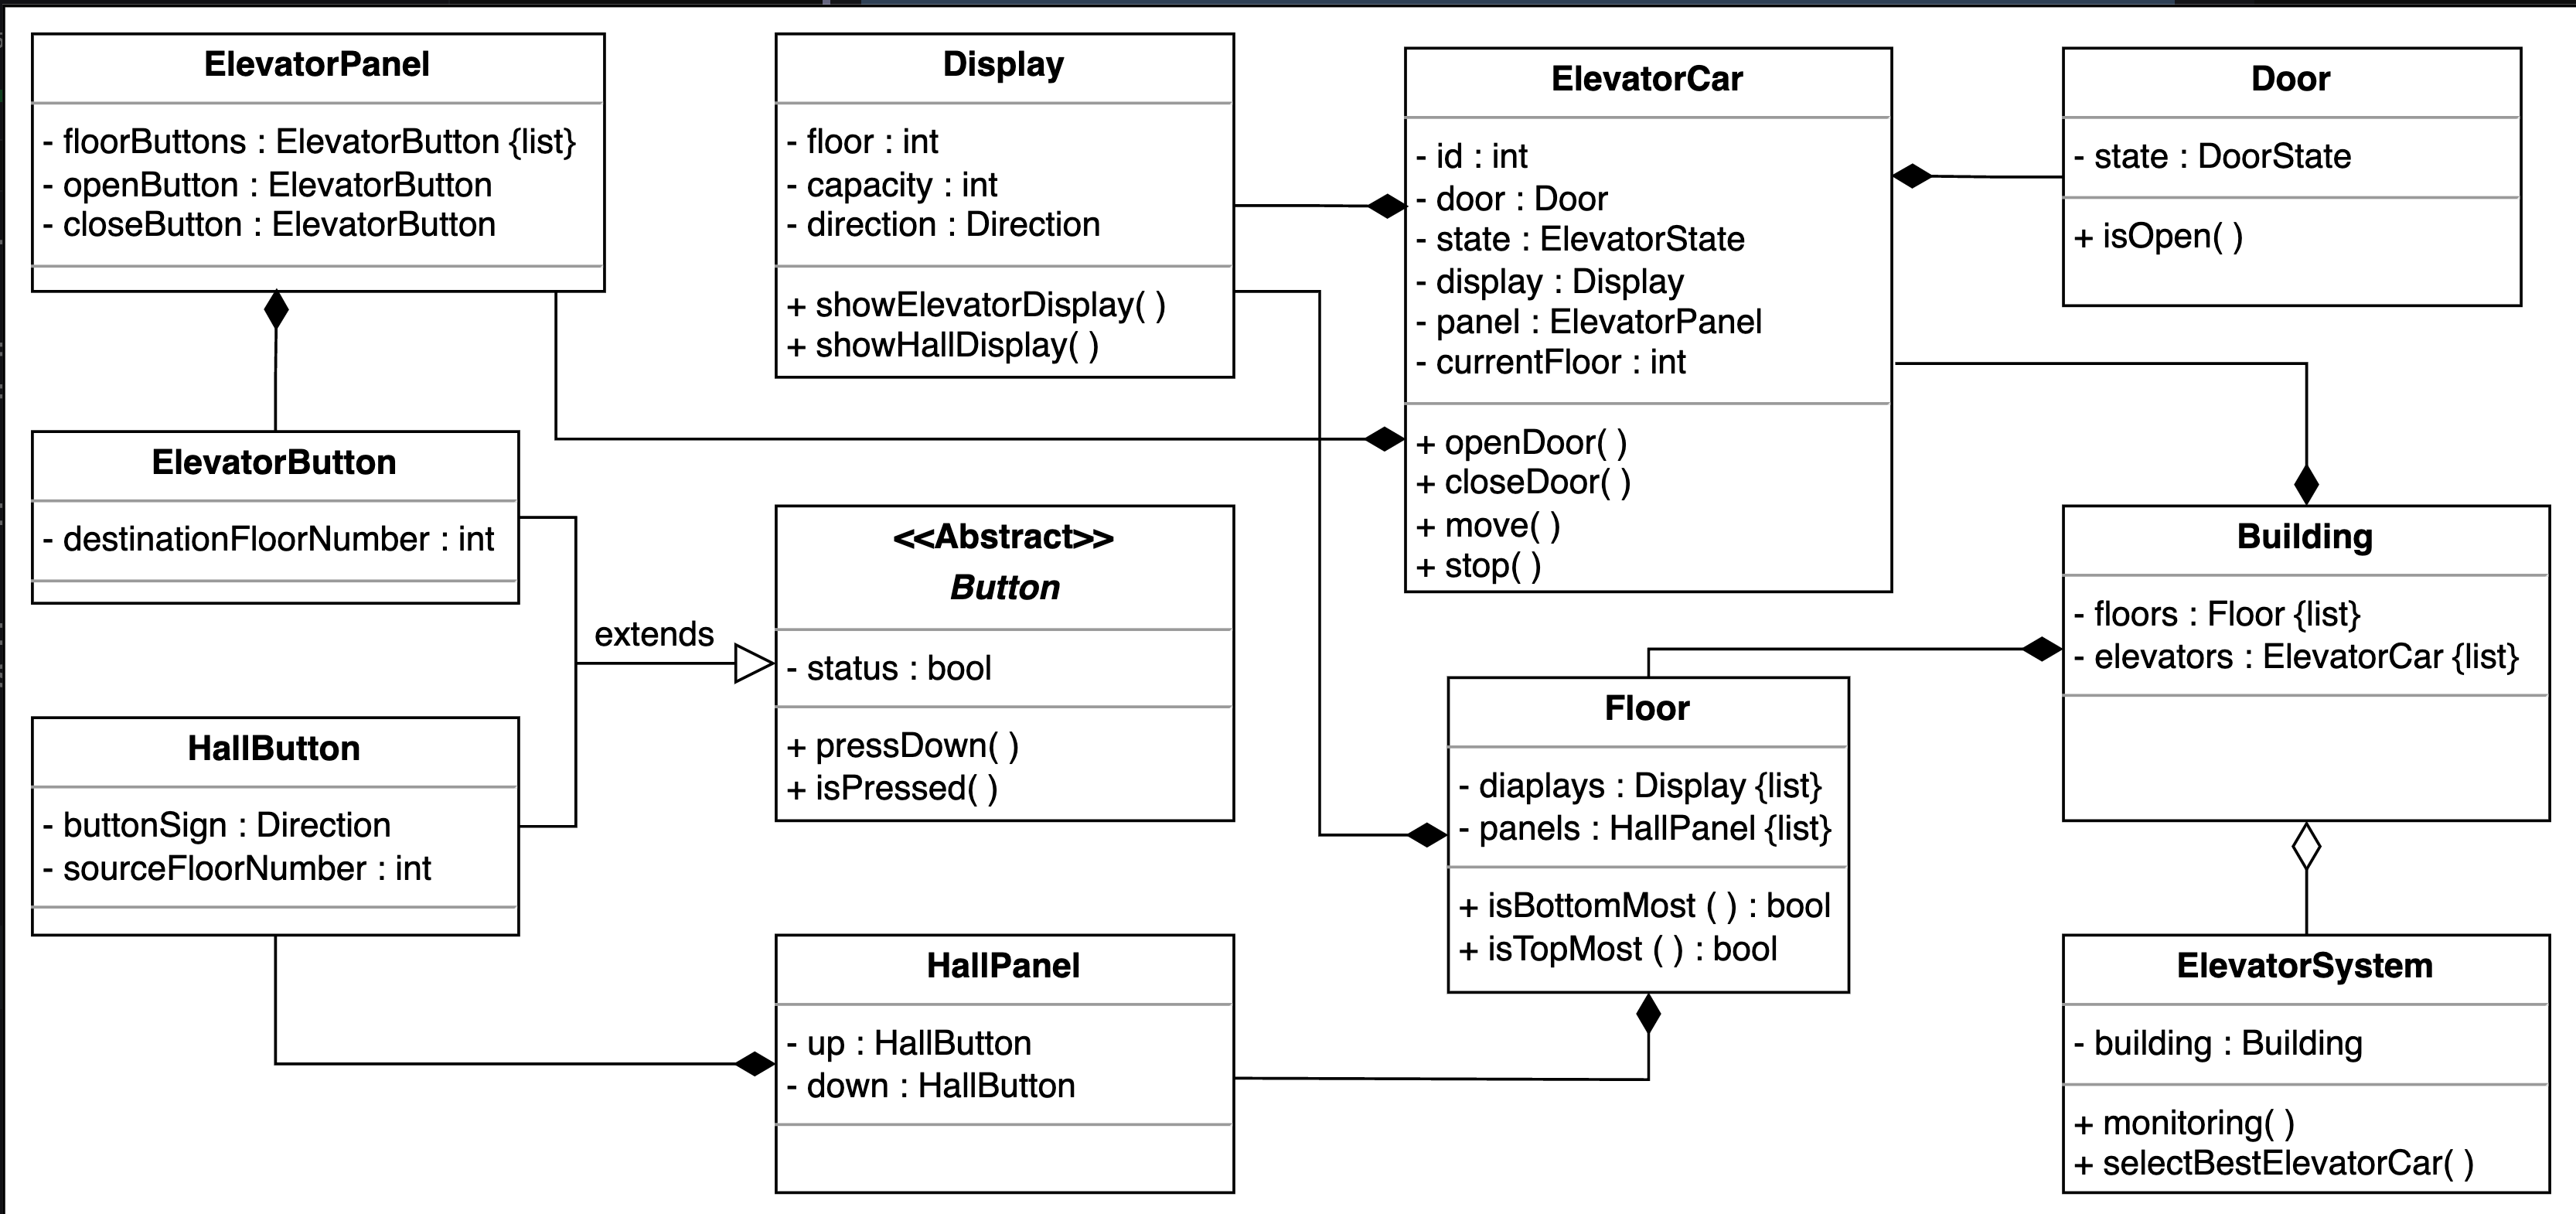 ElevatorPanel
- floorButtons : ElevatorButton {list}
- openButton : ElevatorButton
- closeButton : ElevatorButton
Display
- floor : int
- capacity : int
- direction : Direction
+ showElevatorDisplay( )
+ showHallDisplay( )
ElevatorCar
- id : int
- door : Door
- state : ElevatorState
- display : Display
- panel : ElevatorPanel
- currentFloor : int
+ openDoor( )
+ closeDoor( )
+ move( )
+ stop( )
Door
- state : DoorState
+ isOpen( )
ElevatorButton
- destinationFloorNumber : int
extends
<<Abstract>>
Button
- status : bool
+ pressDown( )
+ isPressed( )
Building
- floors : Floor {list}
- elevators : ElevatorCar {list}
HallButton
- buttonSign : Direction
- sourceFloorNumber : int
Floor
- diaplays : Display {list}
- panels : HallPanel {list}
+ isBottomMost ( ) : bool
+ isTopMost ( ) : bool
HallPanel
- up : HallButton
- down : HallButton
ElevatorSystem
- building : Building
+ monitoring( )
+ selectBestElevatorCar( )